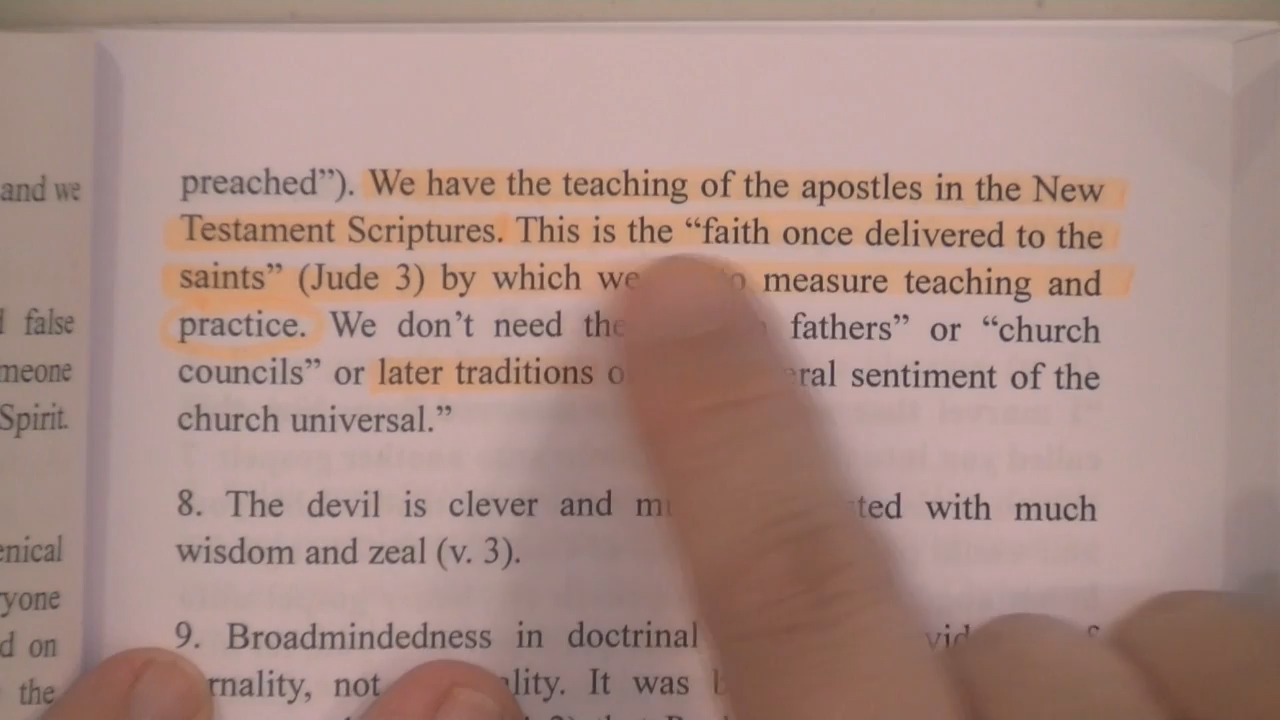 and we
false
meone
Spirit.
enical
ryone
d on
the
preached”). We have the teaching of the apostles in the New
Testament Scriptures. This is the “faith once delivered to the
saints” (Jude 3) by which we to measure teaching and
practice. We don’t need the fathers” or “church
councils” or later traditions ral sentiment of the
church universal.”
8. The devil is clever and ted with much
wisdom and zeal (v. 3).
9. Broadmindedness in doctrinal
rnality, not lity. It was